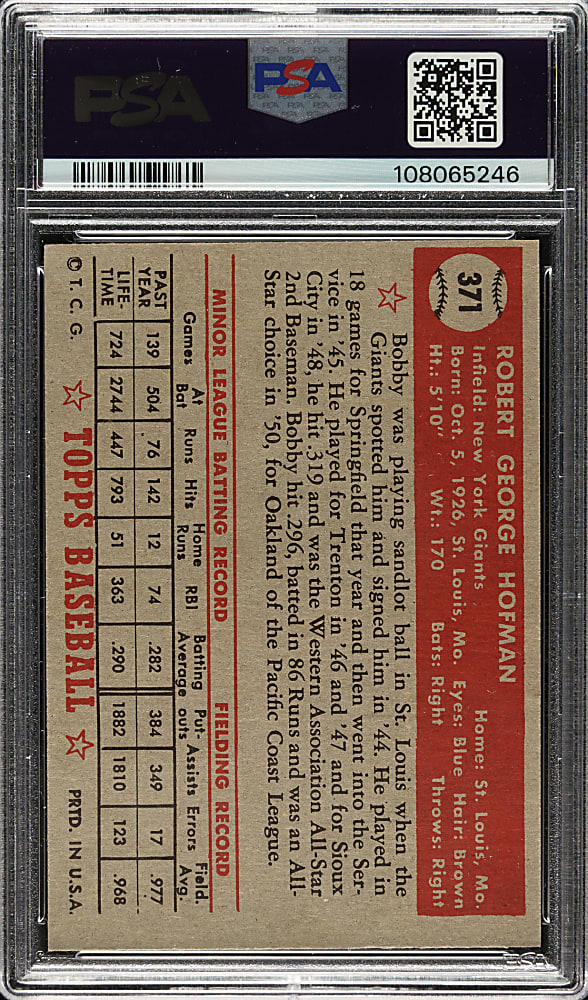 PSA
PSA
108065246
371
ROBERT GEORGE HOFMAN
Infield: New York Giants Home: St. Louis, Mo.
Born: Oct. 5, 1926, St. Louis, Mo. Eyes: Blue Hair: Brown
Ht.: 5'10" Wt.: 170 Bats: Right Throws: Right
Bobby was playing sandlot ball in St. Louis when the
Giants spotted him and signed him in '44. He played in
18 games for Springfield that year and then went into the Ser-
vice in '45. He played for Trenton in '46 and '47 and for Sioux
City in '48, he hit .319 and was the Western Association All-Star
2nd Baseman. Bobby hit .296, batted in 86 Runs and was an All-
Star choice in '50, for Oakland of the Pacific Coast League.
MINOR LEAGUE BATTING RECORD FIELDING RECORD
Games At Bat Runs Hits Home Runs RBI Batting Average Put-outs Assists Errors Field. Avg.
PAST YEAR 139 504 76 142 12 74 .282 384 349 17 .977
LIFE-TIME 724 2744 447 793 51 363 .290 1882 1810 123 .968
© T. C. G. TOPPS BASEBALL PRTD. IN U.S.A.